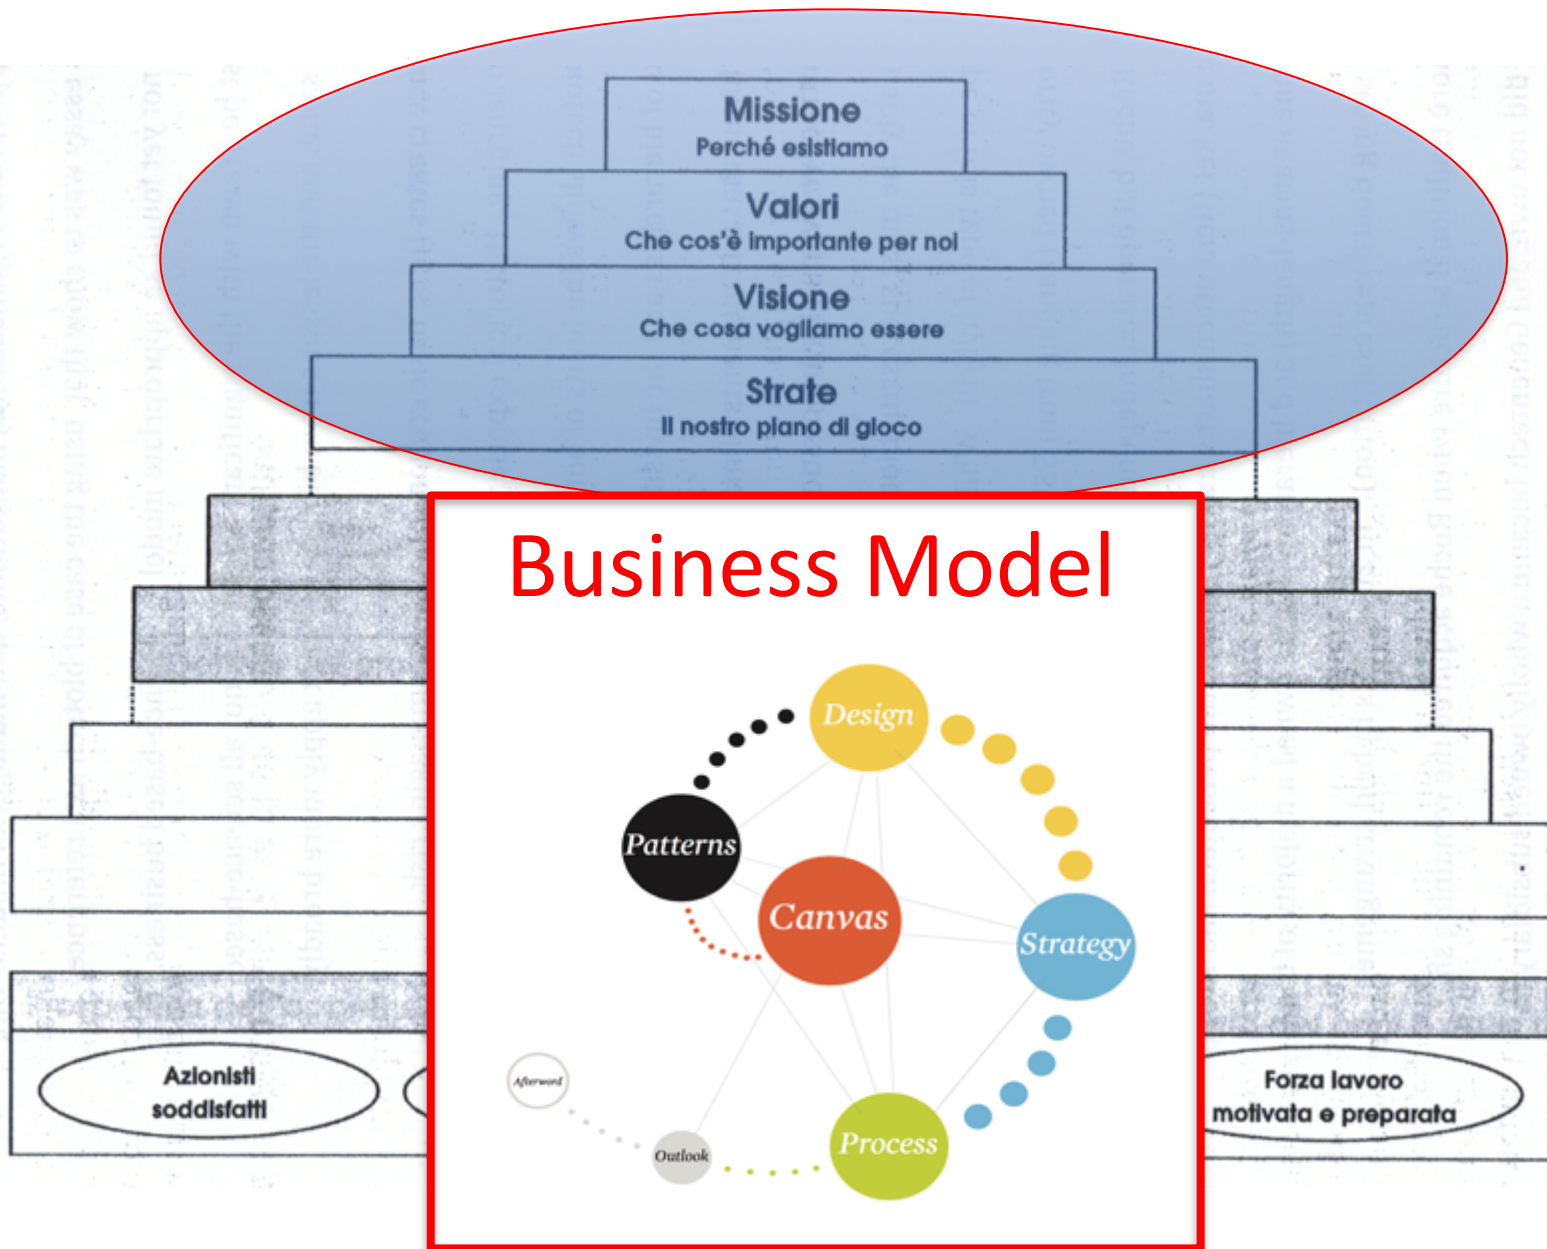 Missione
Perché esistiamo
Valori
Che cos'è importante per noi
Visione
Che cosa vogliamo essere
Strate
Il nostro piano di gioco
Business Model
Design
Patterns
Canvas
Strategy
Afterword
Process
Outlook
Azionisti
soddisfatti
Forza lavoro
motivata e preparata